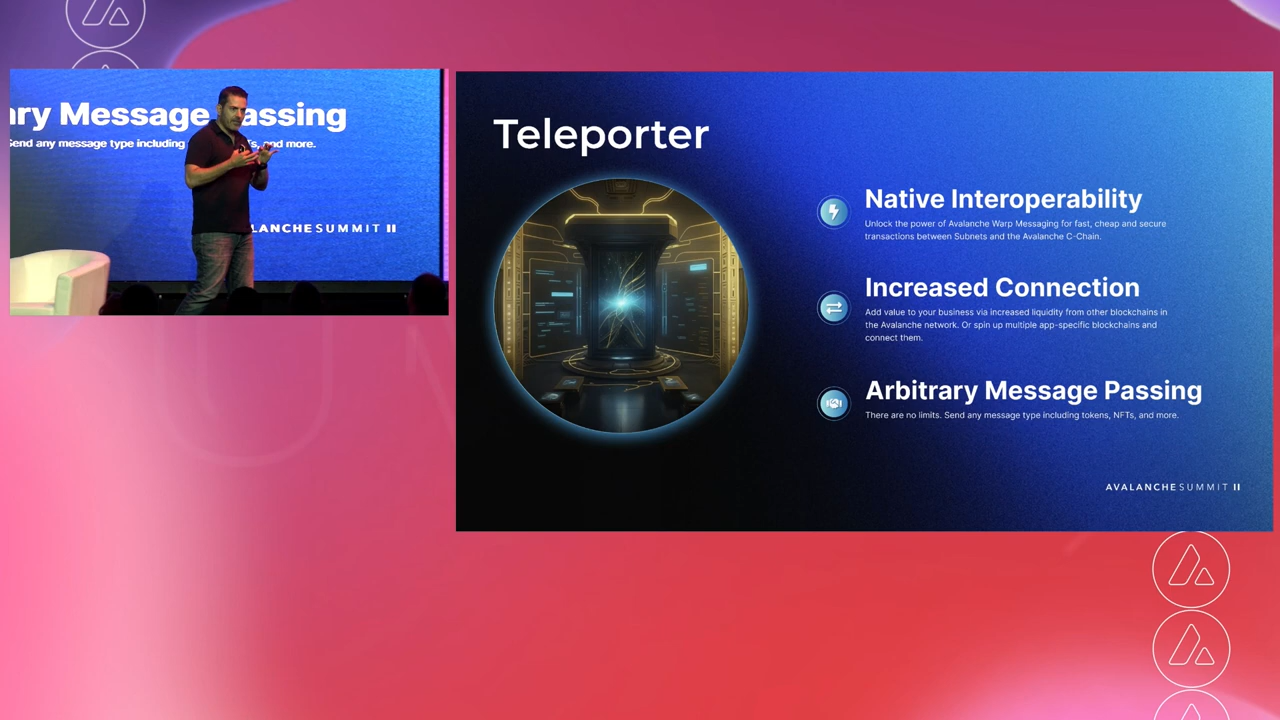 ary Message Passing
Send any message type including
Ts, and more.
LANCHESUMMIT II
Teleporter
Native Interoperability
Unlock the power of Avalanche Warp Messaging for fast, cheap and secure
transactions between Subnets and the Avalanche C-Chain.
Increased Connection
Add value to your business via increased liquidity from other blockchains in
the Avalanche network. Or spin up multiple app-specific blockchains and
connect them.
Arbitrary Message Passing
There are no limits. Send any message type including tokens, NFTs, and more.
AVALANCHESUMMIT II